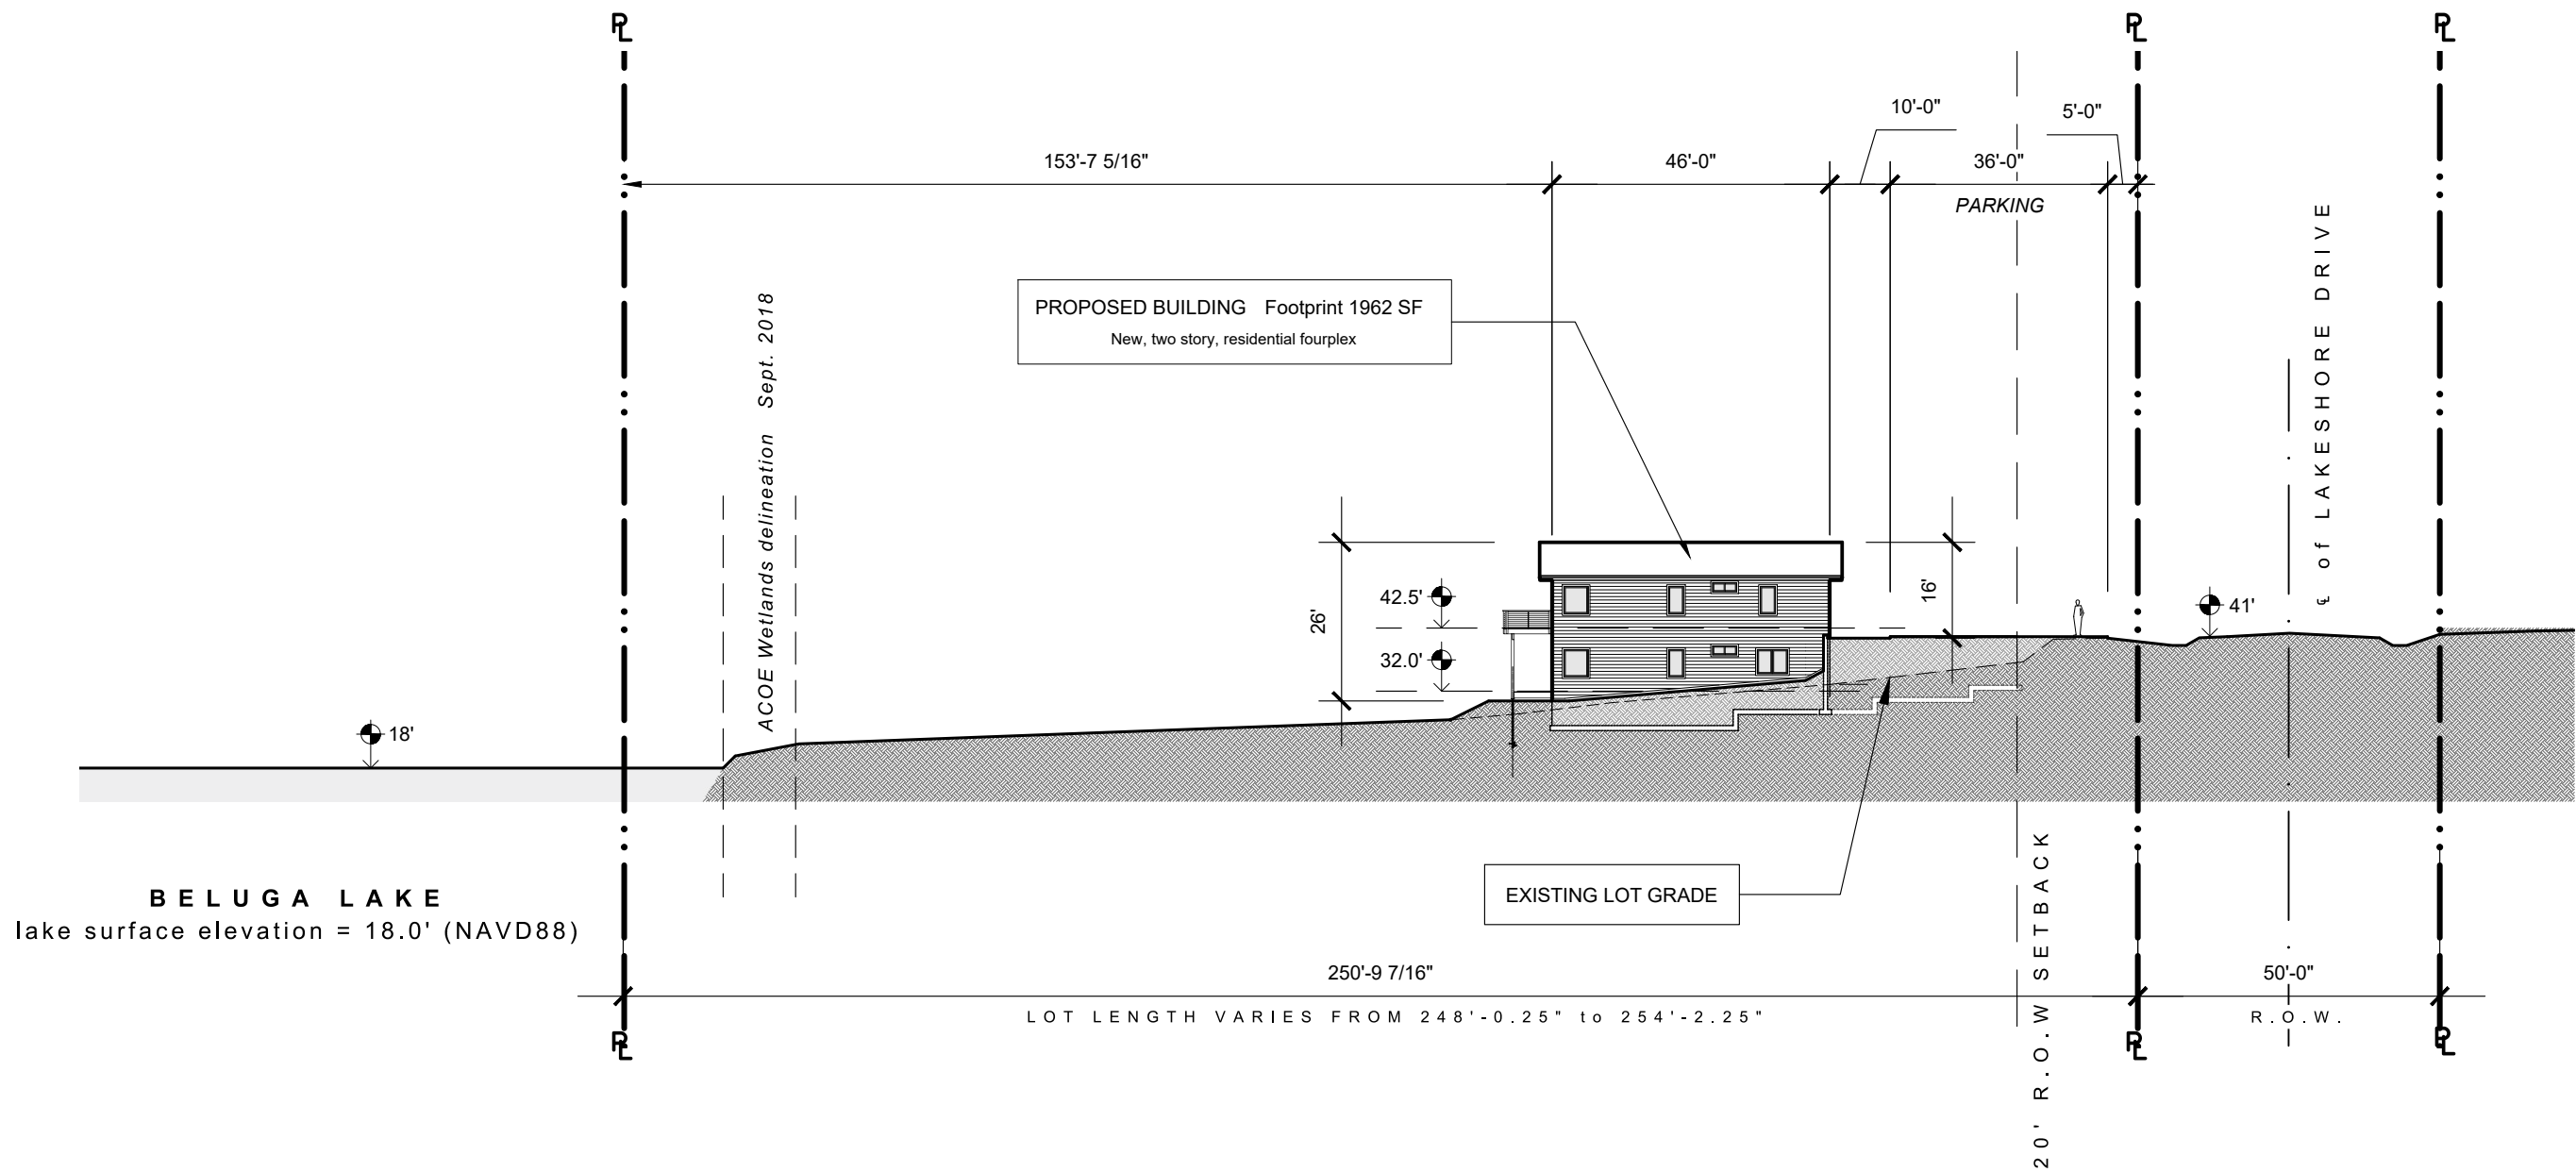 PL
PL
PL
10'-0"
5'-0"
153'-7 5/16"
46'-0"
36'-0"
PARKING
ACOE Wetlands delineation Sept. 2018
PROPOSED BUILDING Footprint 1962 SF
New, two story, residential fourplex
℄ of LAKESHORE DRIVE
26'
42.5'
32.0'
16'
41'
18'
BELUGA LAKE
lake surface elevation = 18.0' (NAVD88)
EXISTING LOT GRADE
20' R.O.W SETBACK
250'-9 7/16"
50'-0"
LOT LENGTH VARIES FROM 248'-0.25" to 254'-2.25"
R.O.W.
PL
PL
PL